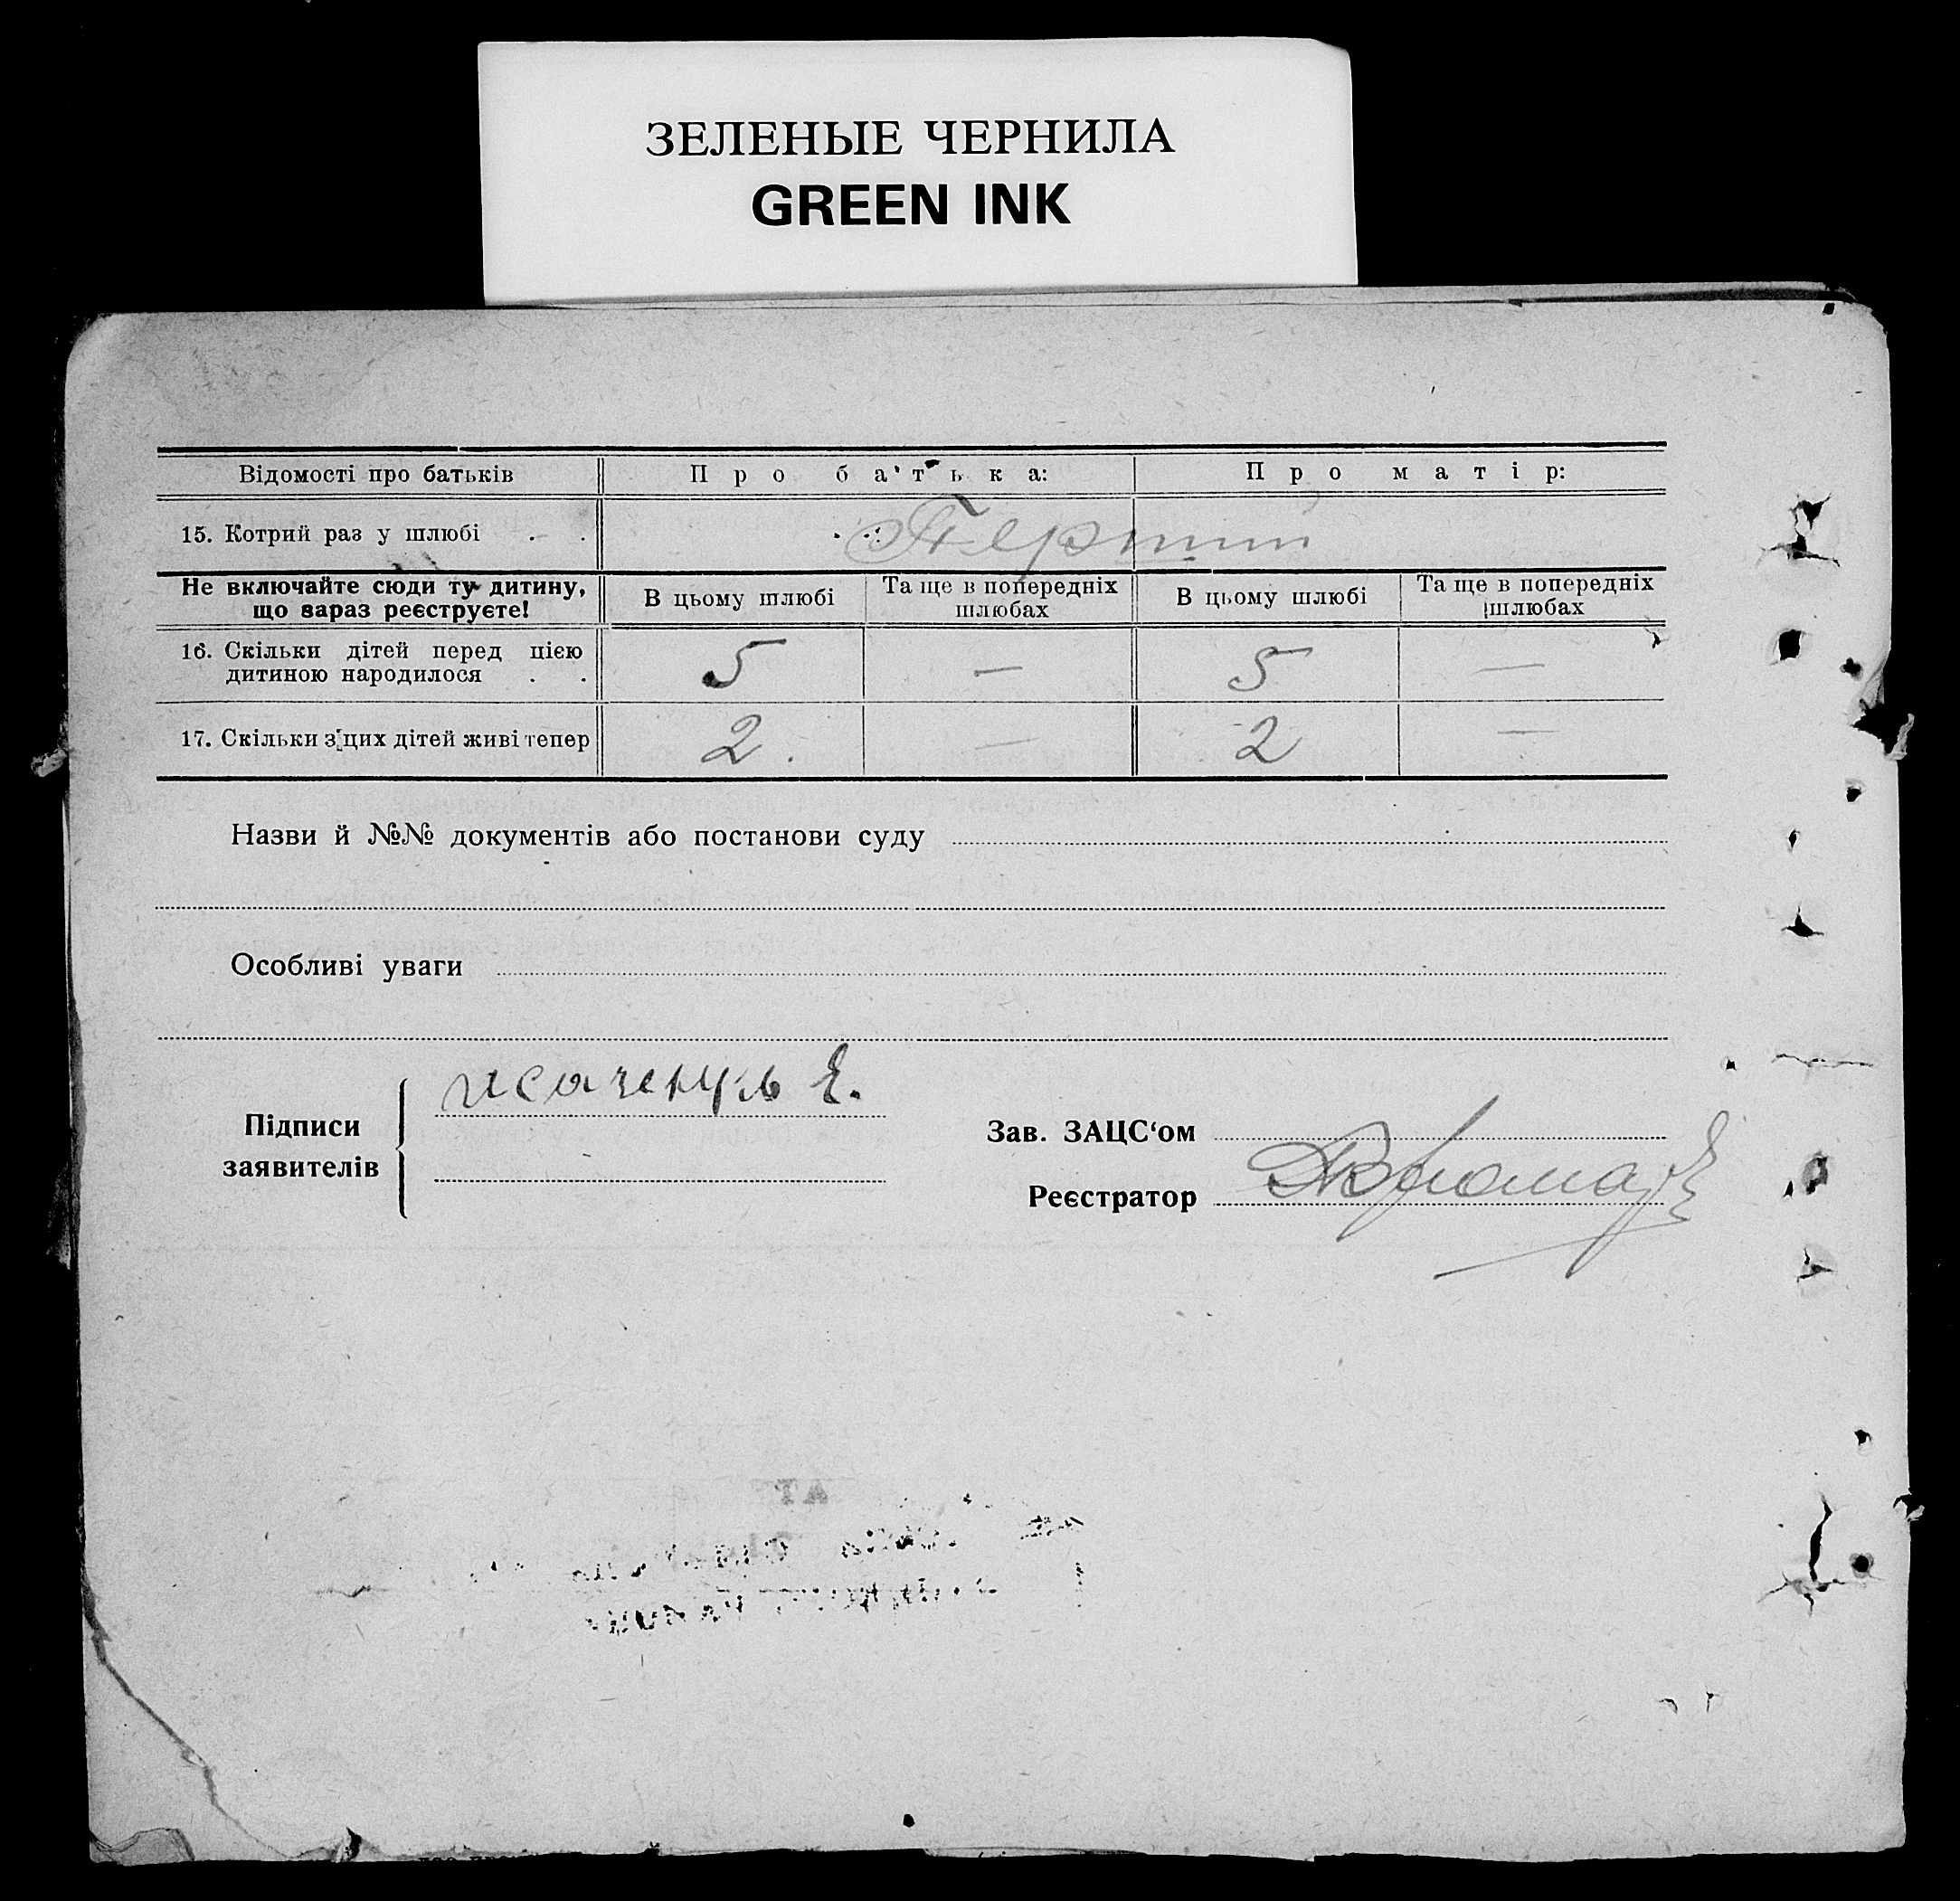 ЗЕЛЕНЫЕ ЧЕРНИЛА
GREEN INK
Відомості про батьків Про батька: Про матір:
15. Котрий раз у шлюбі . . Перший
Не включайте сюди ту дитину, що зараз реєструєте! В цьому шлюбі Та ще в попередніх шлюбах В цьому шлюбі Та ще в попередніх шлюбах
16. Скільки дітей перед цією дитиною народилося . . 5 — 5 —
17. Скільки з цих дітей живі тепер 2. — 2 —
Назви й №№ документів або постанови суду
Особливі уваги
Е.
Підписи заявителів
Зав. ЗАЦС‘ом
Реєстратор